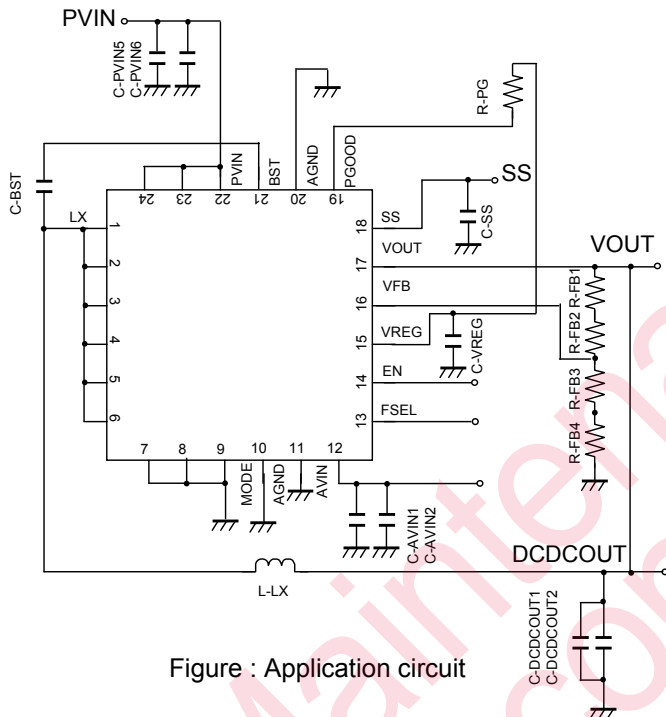 PVIN
C-PVIN5
C-PVIN6
R-PG
C-BST
24
23
22
21
20
19
PVIN
BST
AGND
PGOOD
LX
1
2
3
4
5
6
SS
18
SS
C-SS
VOUT
17
VOUT
VFB
16
R-FB1
R-FB2
VREG
15
C-VREG
EN
14
R-FB3
FSEL
13
R-FB4
7
8
9
10
11
12
MODE
AGND
AVIN
C-AVIN1
C-AVIN2
DCDCOUT
L-LX
C-DCDCOUT1
C-DCDCOUT2
Figure : Application circuit